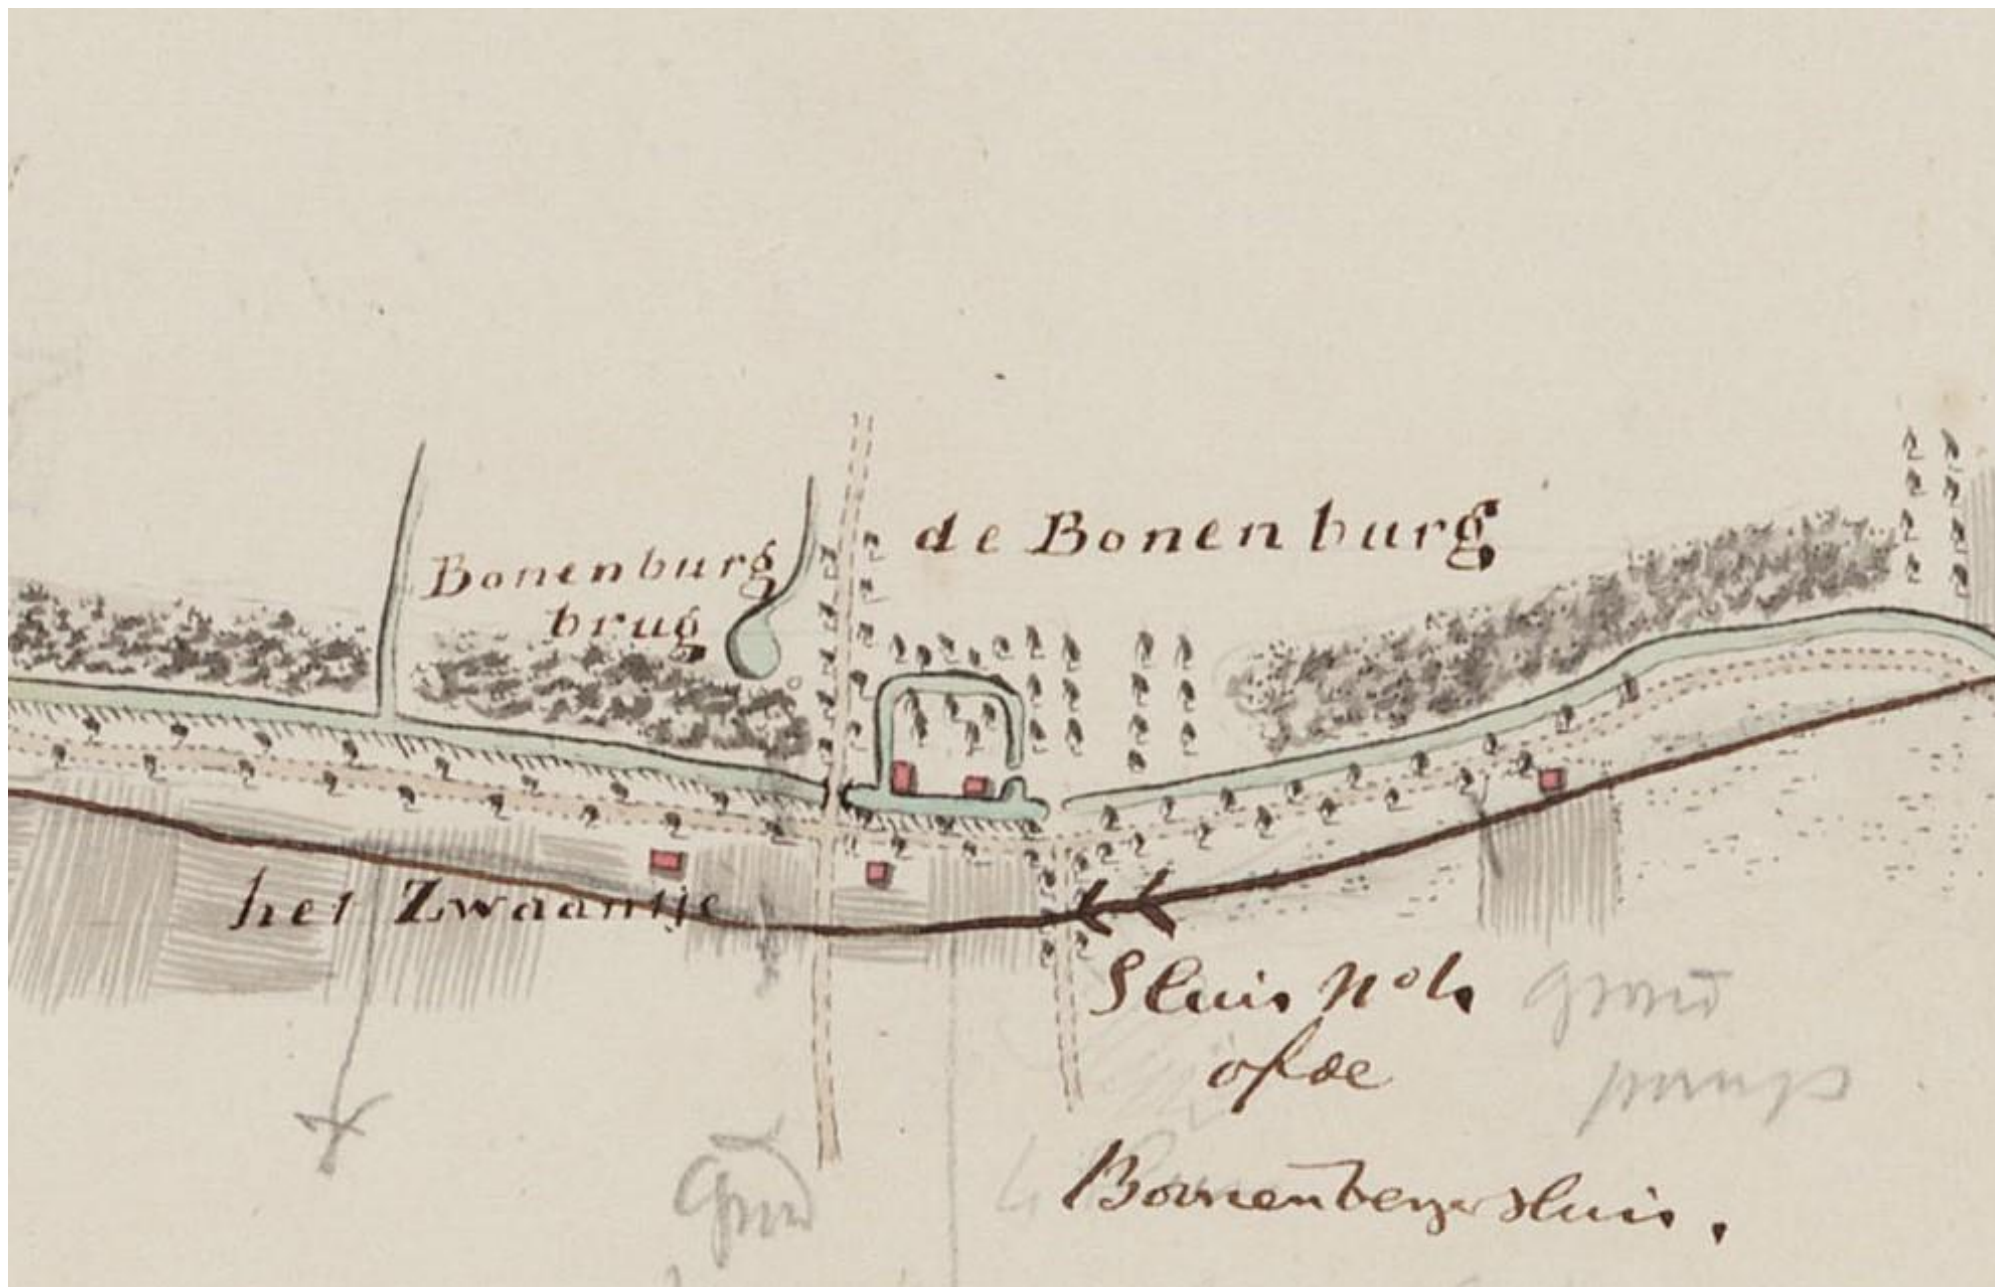 de Bonenburg
Bonenburg
brug
het Zwaantje
Sluis No 1.
of de
Bonenberger sluis.